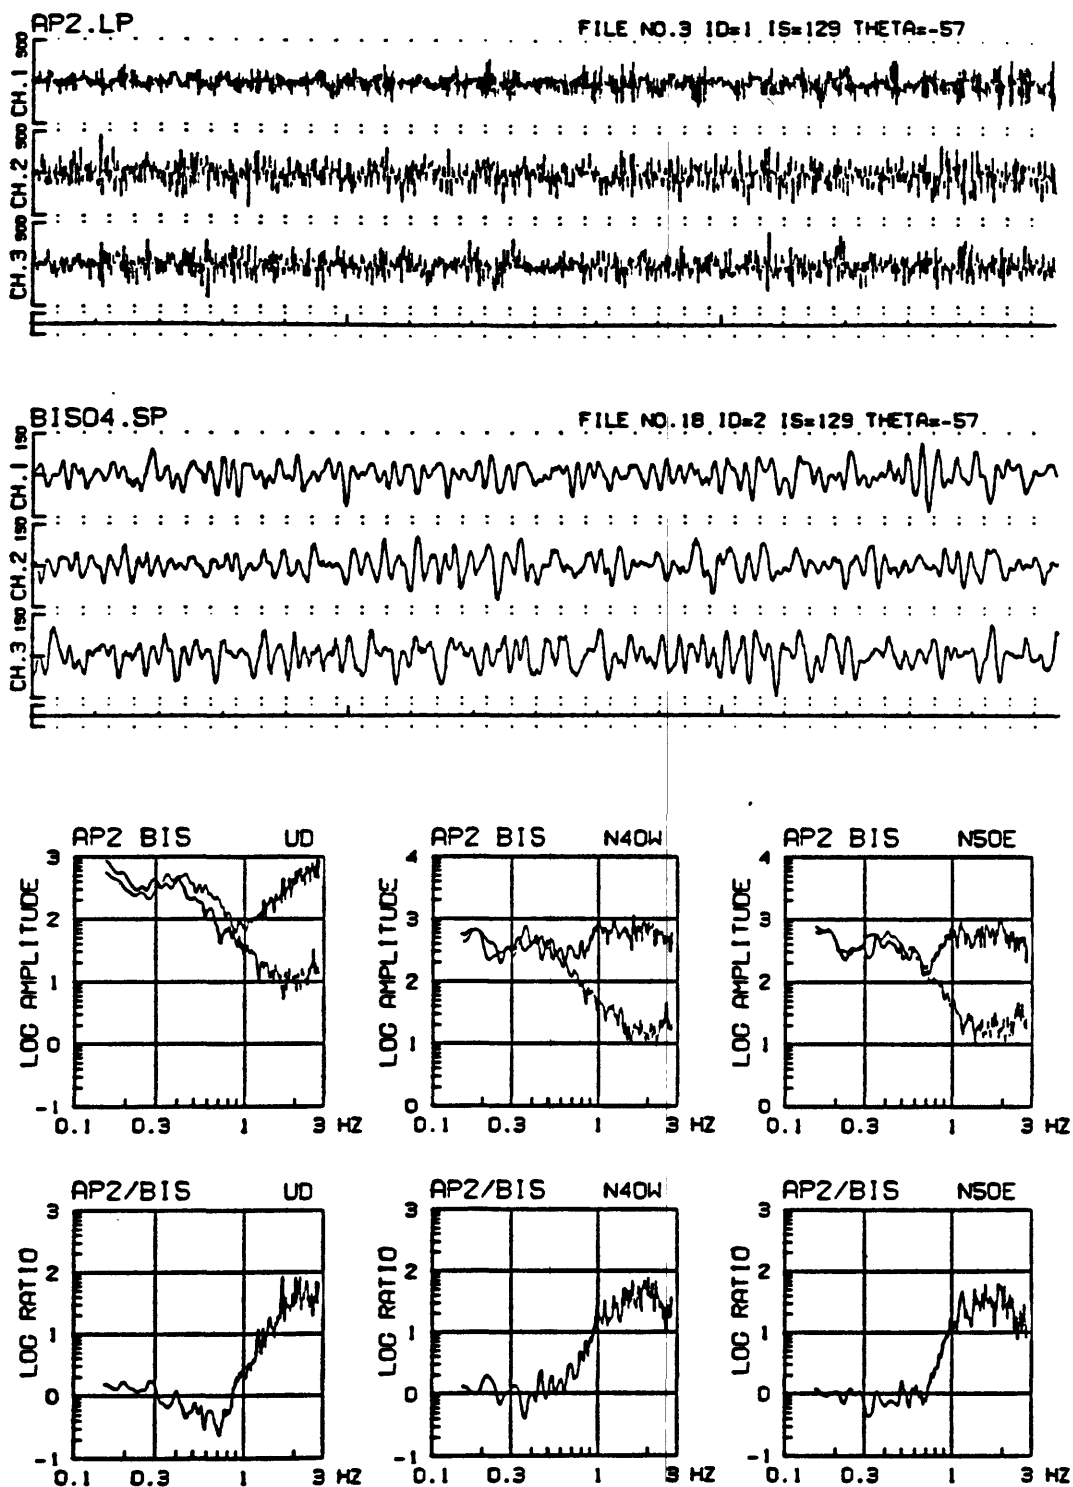 AP2.LP FILE NO.3 ID=1 IS=129 THETA=-57
CH.1 900
CH.2 900
CH.3 900
BIS04.SP FILE NO.18 ID=2 IS=129 THETA=-57
CH.1 150
CH.2 150
CH.3 150
AP2 BIS UD
LOG AMPLITUDE
3
2
1
0
-1
0.1 0.3 1 3 HZ
AP2 BIS N40W
LOG AMPLITUDE
4
3
2
1
0
0.1 0.3 1 3 HZ
AP2 BIS N50E
LOG AMPLITUDE
4
3
2
1
0
0.1 0.3 1 3 HZ
AP2/BIS UD
LOG RATIO
3
2
1
0
-1
0.1 0.3 1 3 HZ
AP2/BIS N40W
LOG RATIO
3
2
1
0
-1
0.1 0.3 1 3 HZ
AP2/BIS N50E
LOG RATIO
3
2
1
0
-1
0.1 0.3 1 3 HZ